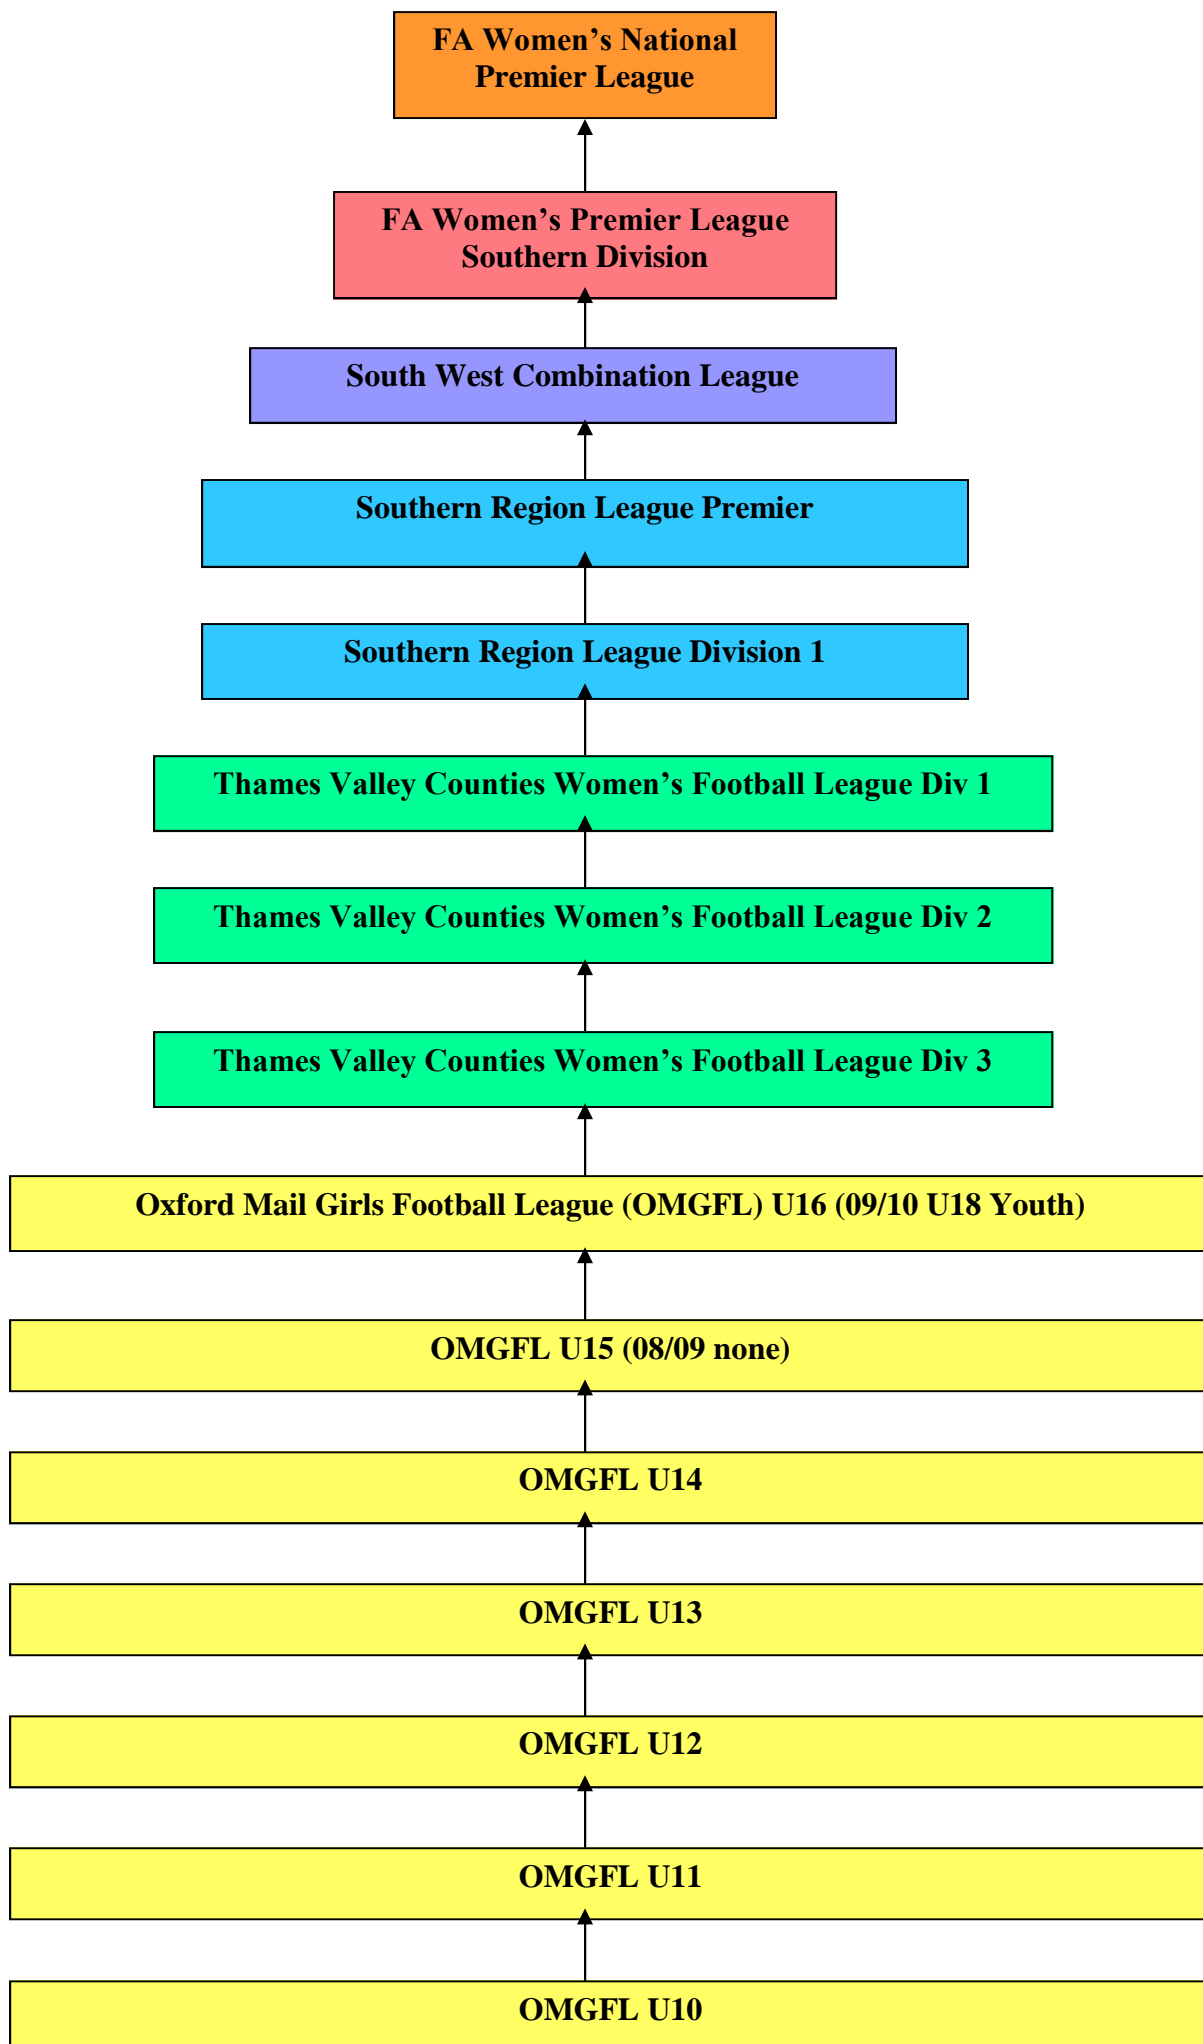 FA Women’s National
Premier League
FA Women’s Premier League
Southern Division
South West Combination League
Southern Region League Premier
Southern Region League Division 1
Thames Valley Counties Women’s Football League Div 1
Thames Valley Counties Women’s Football League Div 2
Thames Valley Counties Women’s Football League Div 3
Oxford Mail Girls Football League (OMGFL) U16 (09/10 U18 Youth)
OMGFL U15 (08/09 none)
OMGFL U14
OMGFL U13
OMGFL U12
OMGFL U11
OMGFL U10